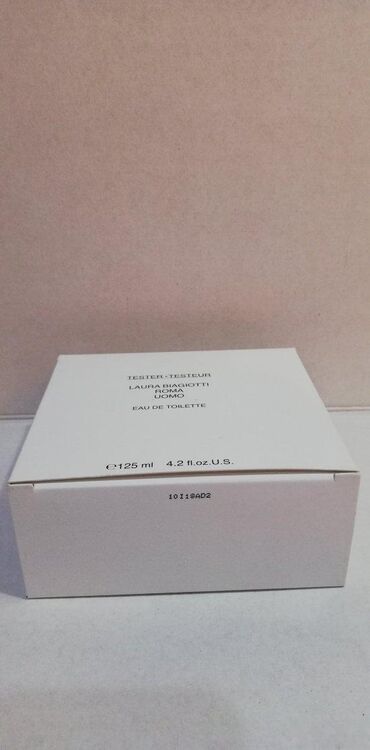 TESTER - TESTEUR
LAURA BIAGIOTTI
ROMA
UOMO
EAU DE TOILETTE
℮125 ml 4.2 fl.oz.U.S.
10I18AD2